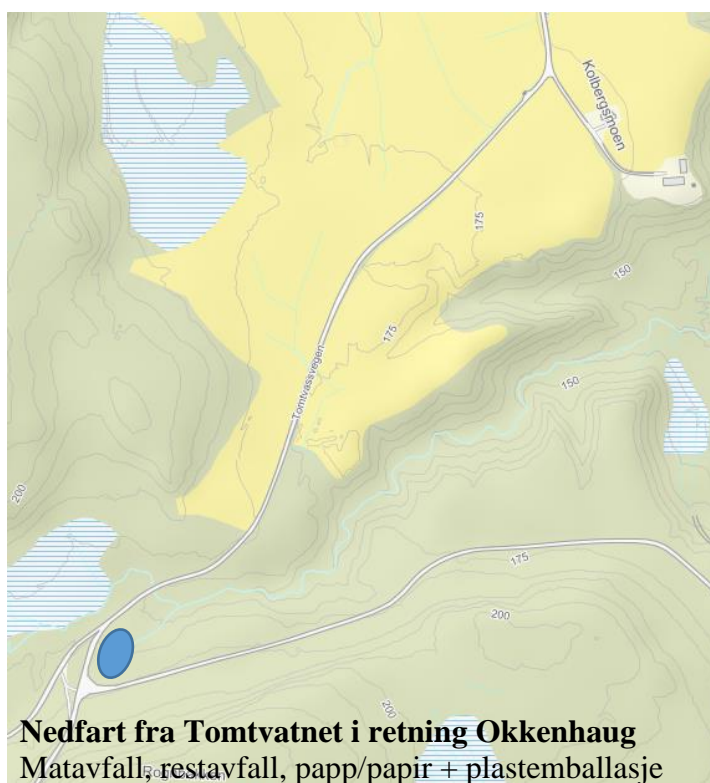 Kolbergsmoen
175
150
175
Tomtvassvegen
150
200
175
200
200
Nedfart fra Tomtvatnet i retning Okkenhaug
Matavfall, restavfall, papp/papir + plastemballasje